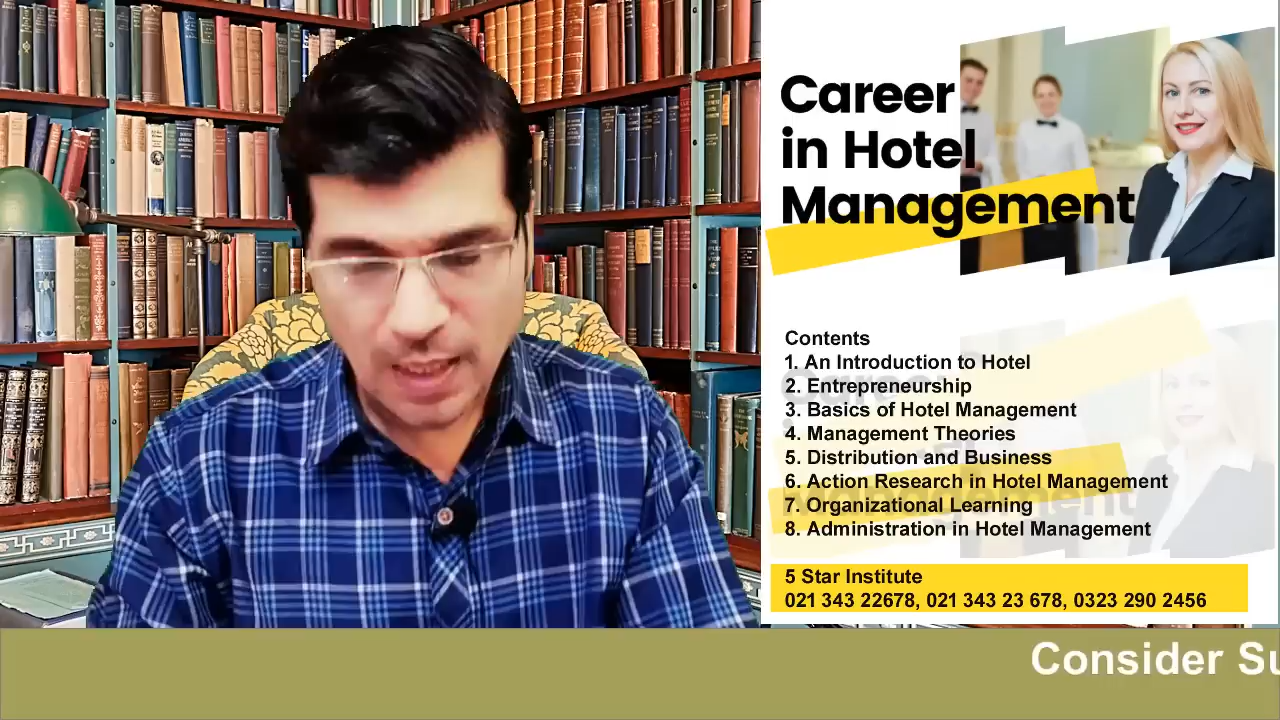 Career
in Hotel
Management
Contents
1. An Introduction to Hotel
2. Entrepreneurship
3. Basics of Hotel Management
4. Management Theories
5. Distribution and Business
6. Action Research in Hotel Management
7. Organizational Learning
8. Administration in Hotel Management
5 Star Institute
021 343 22678, 021 343 23 678, 0323 290 2456
Consider Su